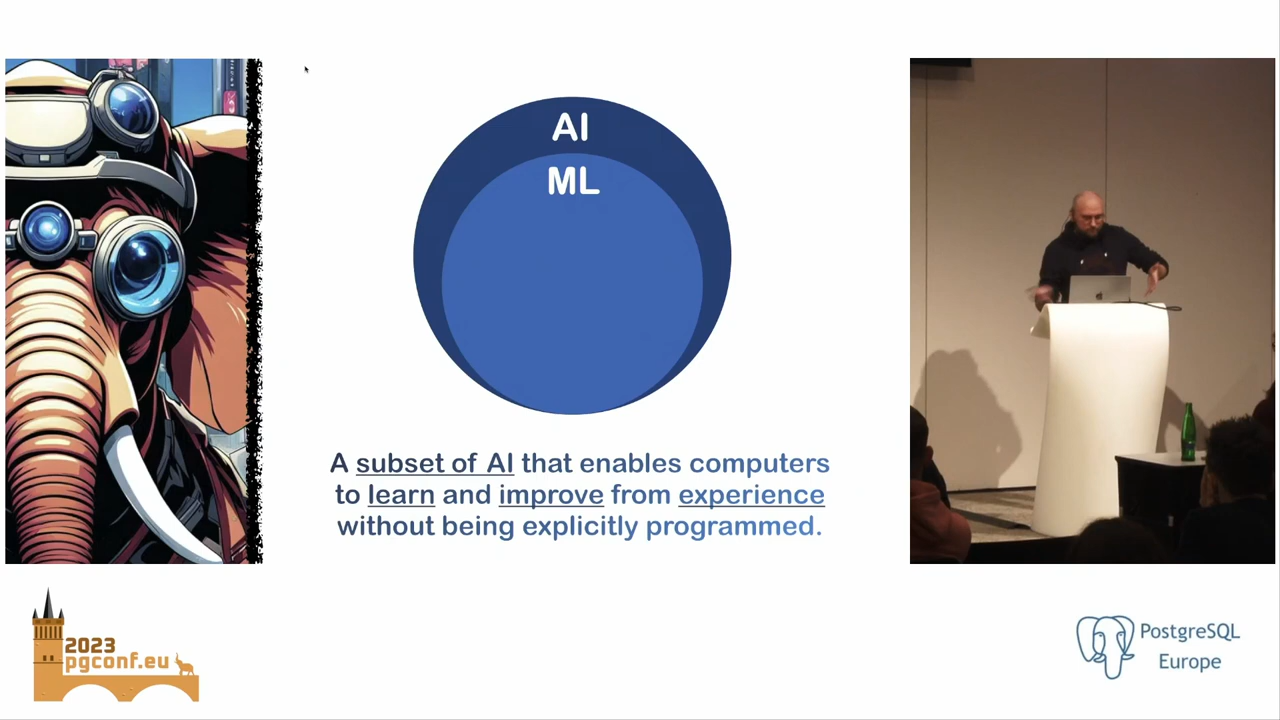 AI
ML
A subset of AI that enables computers
to learn and improve from experience
without being explicitly programmed.
2023
pgconf.eu
PostgreSQL
Europe